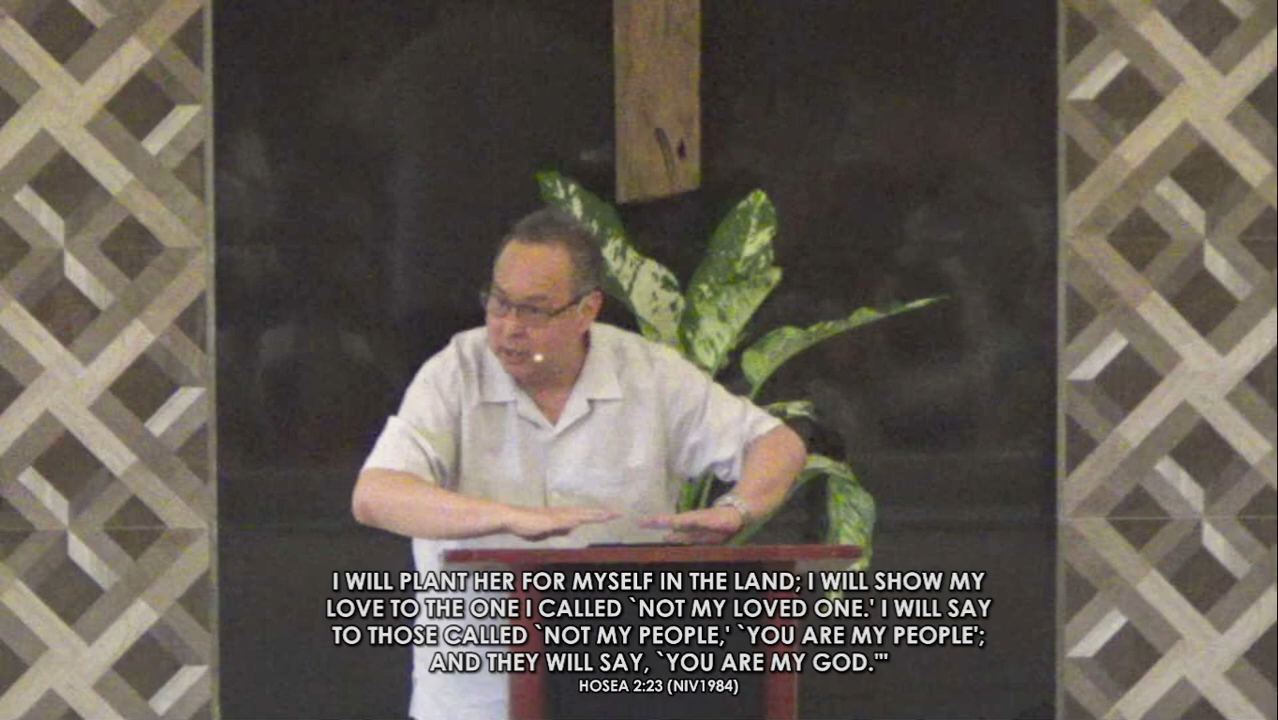 I WILL PLANT HER FOR MYSELF IN THE LAND; I WILL SHOW MY
LOVE TO THE ONE I CALLED `NOT MY LOVED ONE.' I WILL SAY
TO THOSE CALLED `NOT MY PEOPLE,' `YOU ARE MY PEOPLE';
AND THEY WILL SAY, `YOU ARE MY GOD.'"
HOSEA 2:23 (NIV1984)